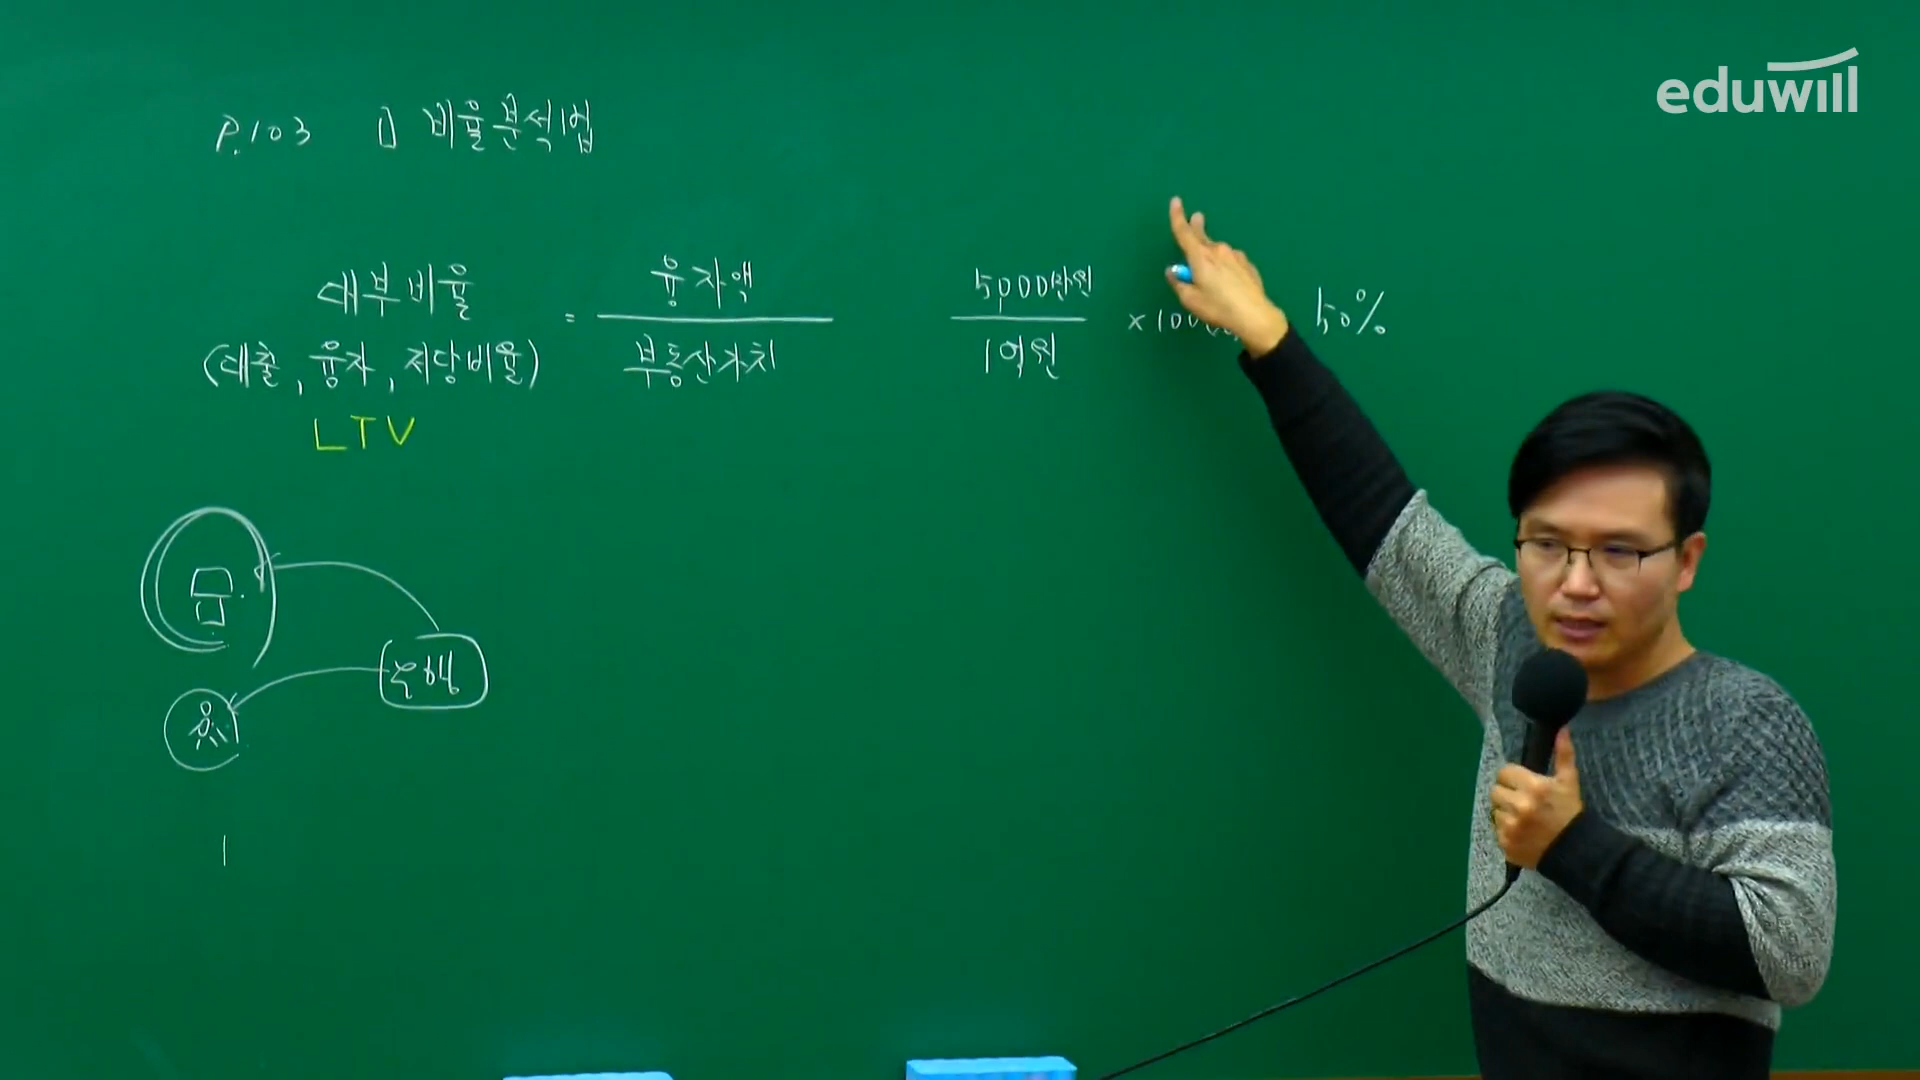 eduwill
P.103 ① 비율분석법
대부비율 = 융자액 / 부동산가치
5000만원 / 1억원 ×100 50%
(대출, 융자, 저당비율)
LTV
은행